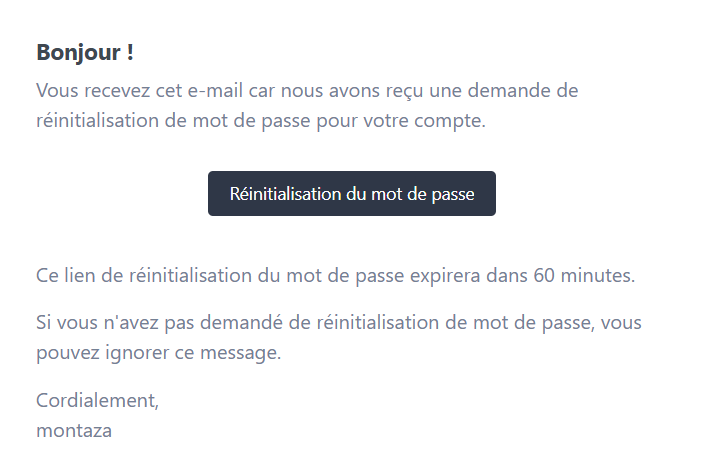 Bonjour !
Vous recevez cet e-mail car nous avons reçu une demande de
réinitialisation de mot de passe pour votre compte.
Réinitialisation du mot de passe
Ce lien de réinitialisation du mot de passe expirera dans 60 minutes.
Si vous n'avez pas demandé de réinitialisation de mot de passe, vous
pouvez ignorer ce message.
Cordialement,
montaza